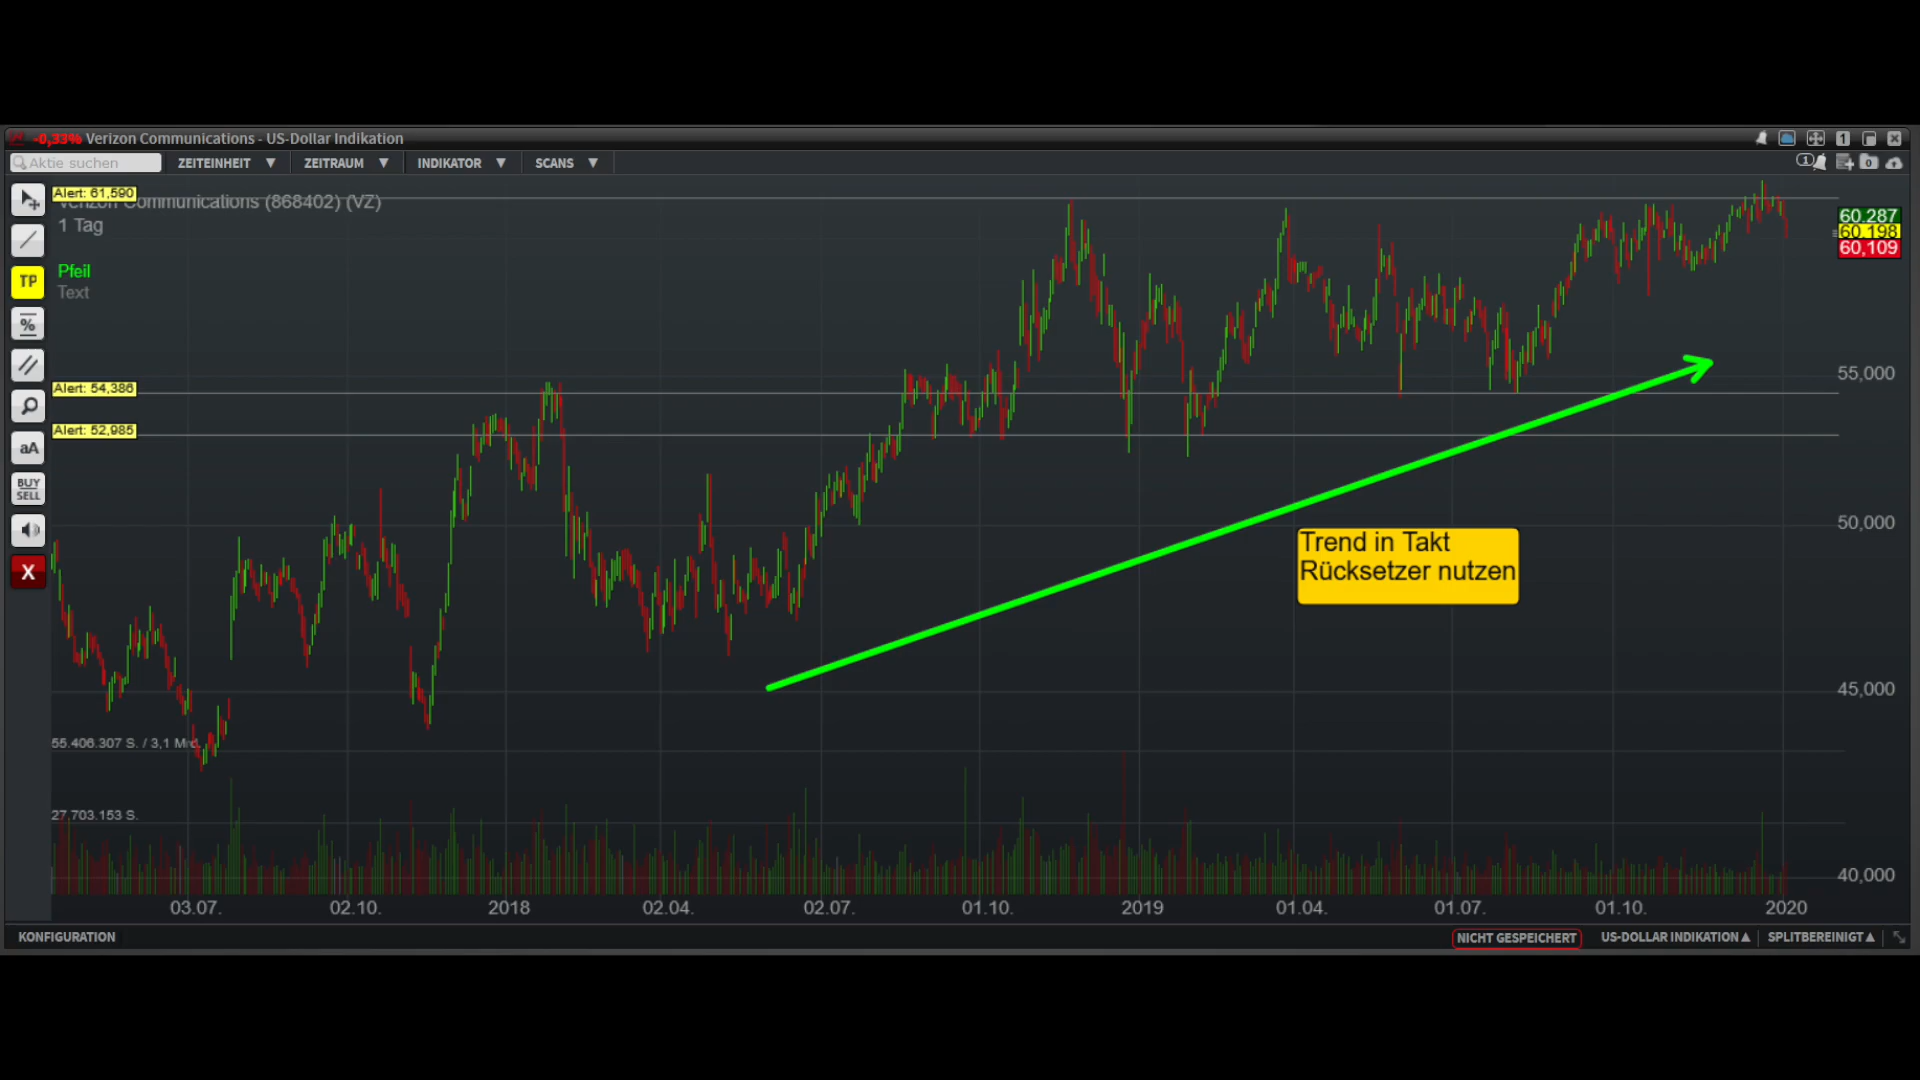 -0,33% Verizon Communications - US-Dollar Indikation
1
Aktie suchen
ZEITEINHEIT ▼ ZEITRAUM ▼ INDIKATOR ▼ SCANS ▼
1
0
Alert: 61,590
Verizon Communications (868402) (VZ)
1 Tag
60.287
60,198
60,109
Pfeil
TP
Text
%
55,000
Alert: 54,386
Alert: 52,985
aA
BUY
SELL
50,000
Trend in Takt
Rücksetzer nutzen
X
45,000
55.406.307 S. / 3,1 Mrd.
27.703.153 S.
40,000
03.07. 02.10. 2018 02.04. 02.07. 01.10. 2019 01.04. 01.07. 01.10. 2020
KONFIGURATION
NICHT GESPEICHERT US-DOLLAR INDIKATION▲ SPLITBEREINIGT▲